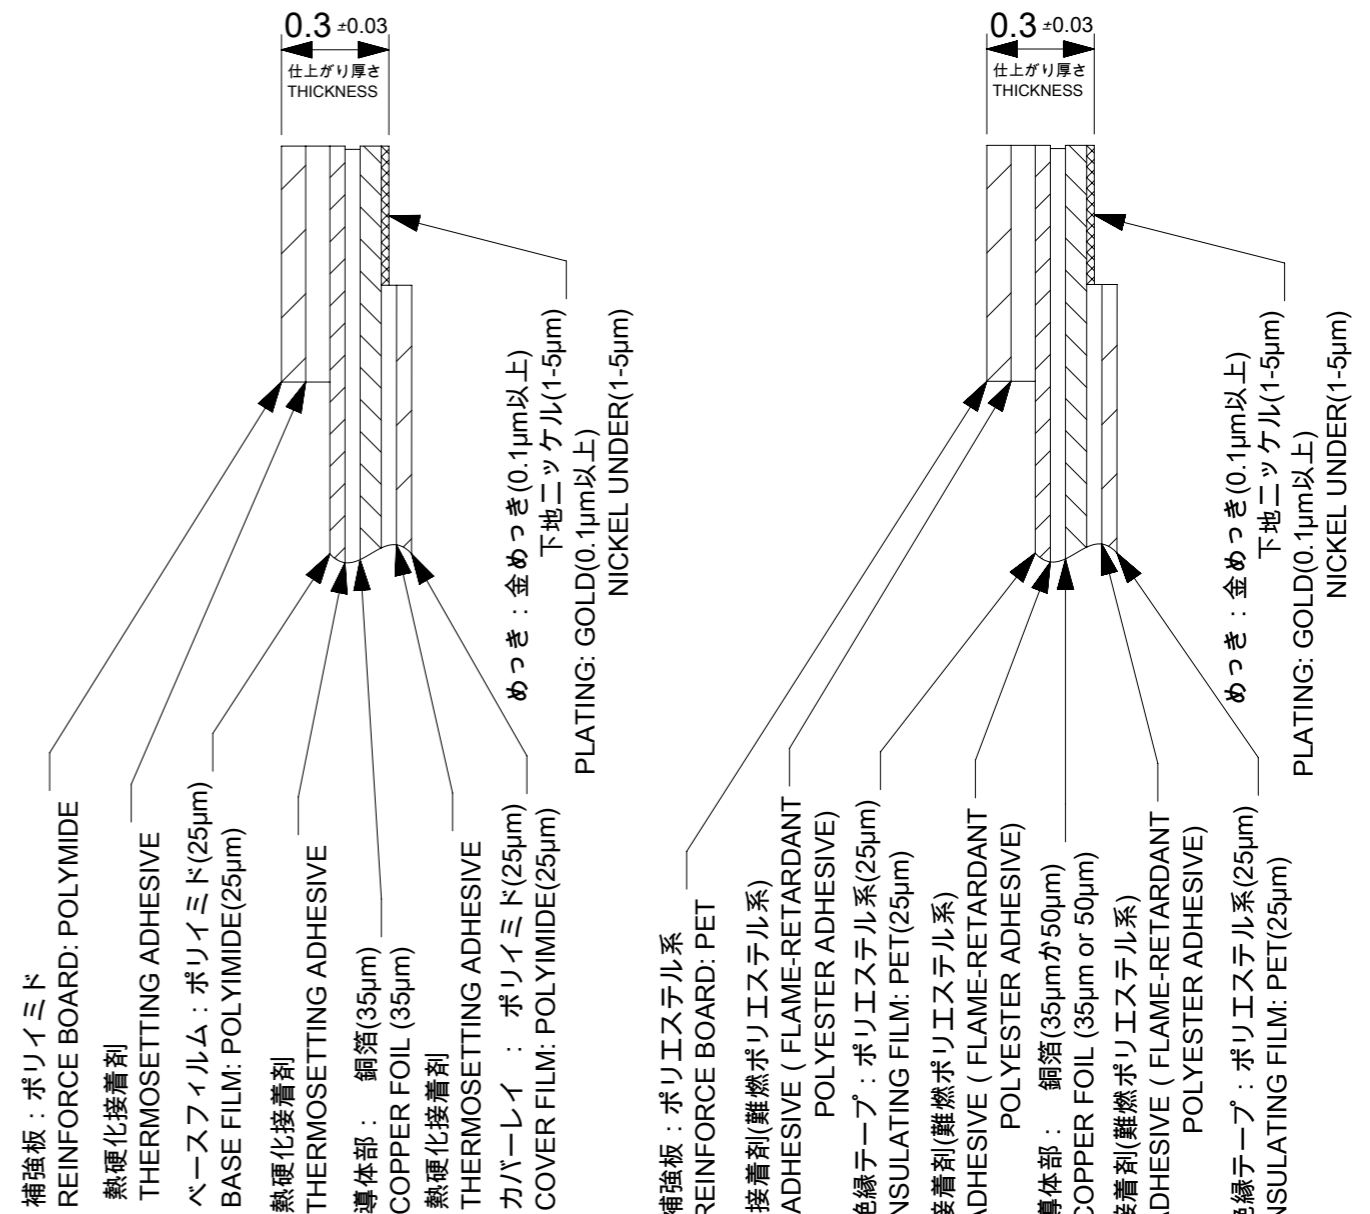 0.3 ±0.03
仕上がり厚さ
THICKNESS
0.3 ±0.03
仕上がり厚さ
THICKNESS
補強板：ポリイミド
REINFORCE BOARD: POLYMIDE
熱硬化接着剤
THERMOSETTING ADHESIVE
ベースフィルム：ポリイミド(25μm)
BASE FILM: POLYIMIDE(25μm)
熱硬化接着剤
THERMOSETTING ADHESIVE
導体部： 銅箔(35μm)
COPPER FOIL (35μm)
熱硬化接着剤
THERMOSETTING ADHESIVE
カバーレイ ： ポリイミド(25μm)
COVER FILM: POLYIMIDE(25μm)
めっき：金めっき(0.1μm以上)
下地ニッケル(1-5μm)
PLATING: GOLD(0.1μm以上)
NICKEL UNDER(1-5μm)
補強板：ポリエステル系
REINFORCE BOARD: PET
接着剤(難燃ポリエステル系)
ADHESIVE ( FLAME-RETARDANT
POLYESTER ADHESIVE)
絶縁テープ：ポリエステル系(25μm)
NSULATING FILM: PET(25μm)
接着剤(難燃ポリエステル系)
ADHESIVE ( FLAME-RETARDANT
POLYESTER ADHESIVE)
導体部： 銅箔(35μmか50μm)
COPPER FOIL (35μm or 50μm)
接着剤(難燃ポリエステル系)
ADHESIVE ( FLAME-RETARDANT
POLYESTER ADHESIVE)
絶縁テープ：ポリエステル系(25μm)
NSULATING FILM: PET(25μm)
めっき：金めっき(0.1μm以上)
下地ニッケル(1-5μm)
PLATING: GOLD(0.1μm以上)
NICKEL UNDER(1-5μm)